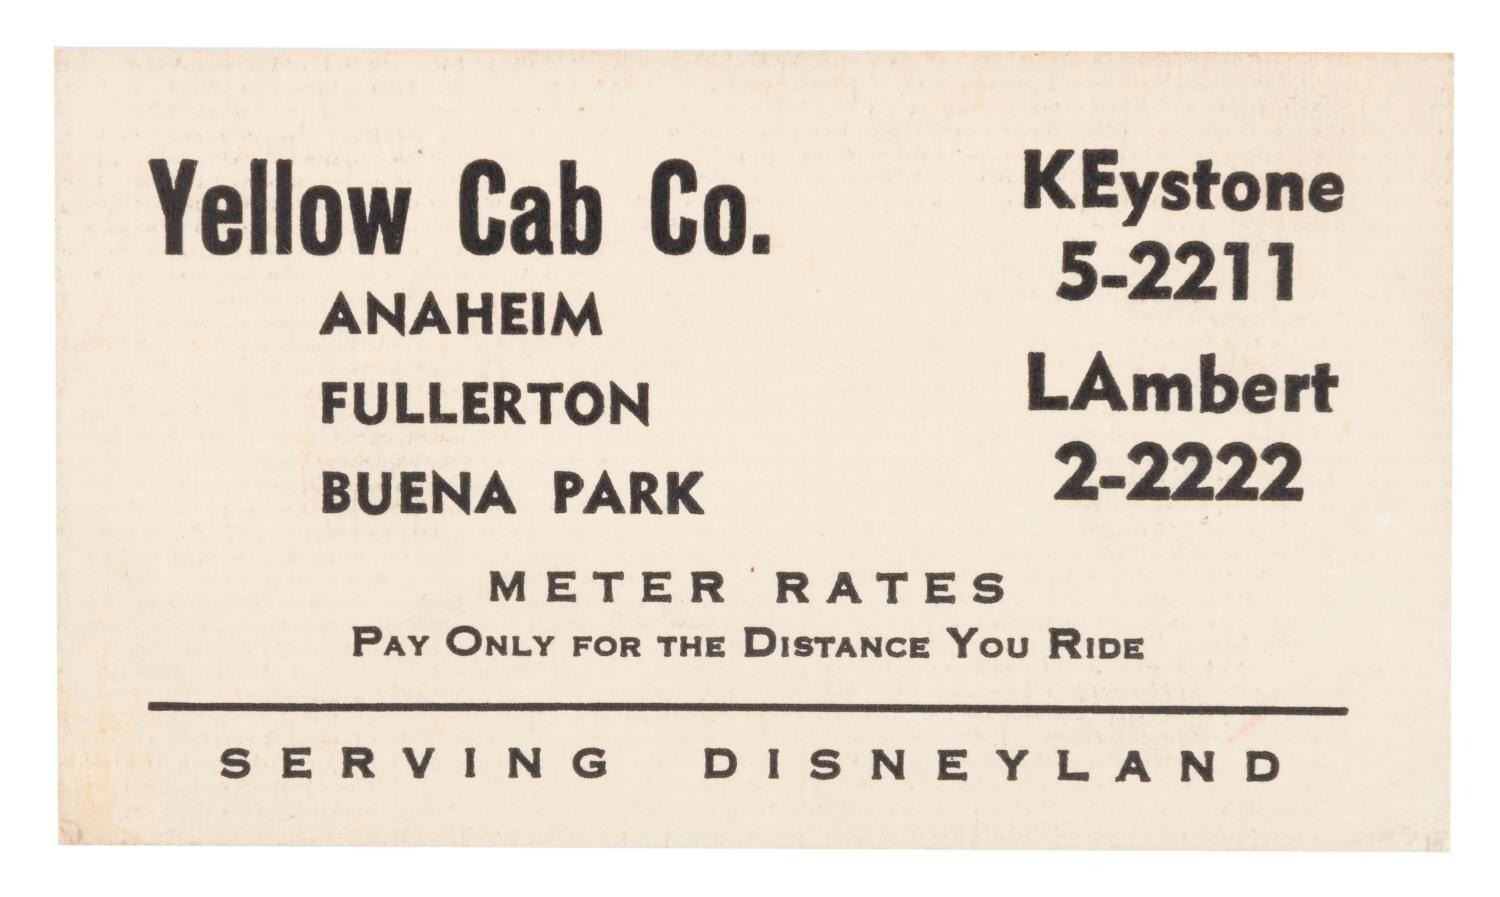 Yellow Cab Co.
ANAHEIM
FULLERTON
BUENA PARK
KEystone
5-2211
LAmbert
2-2222
METER RATES
PAY ONLY FOR THE DISTANCE YOU RIDE
SERVING DISNEYLAND